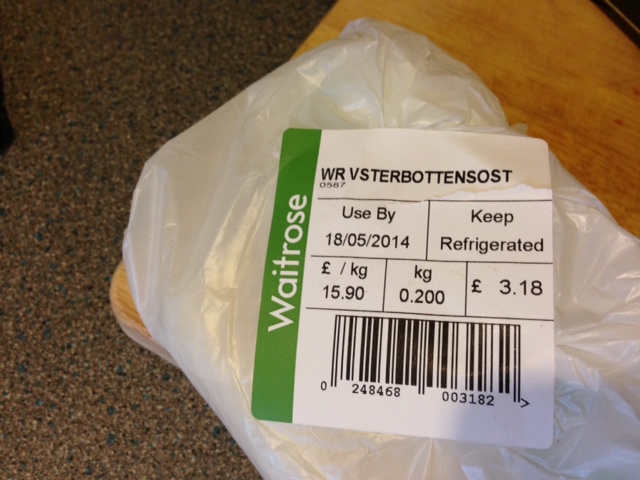 Waitrose
WR VSTERBOTTENSOST
0587
Use By
18/05/2014
Keep
Refrigerated
£ / kg
15.90
kg
0.200
£ 3.18
0 248468 003182 >